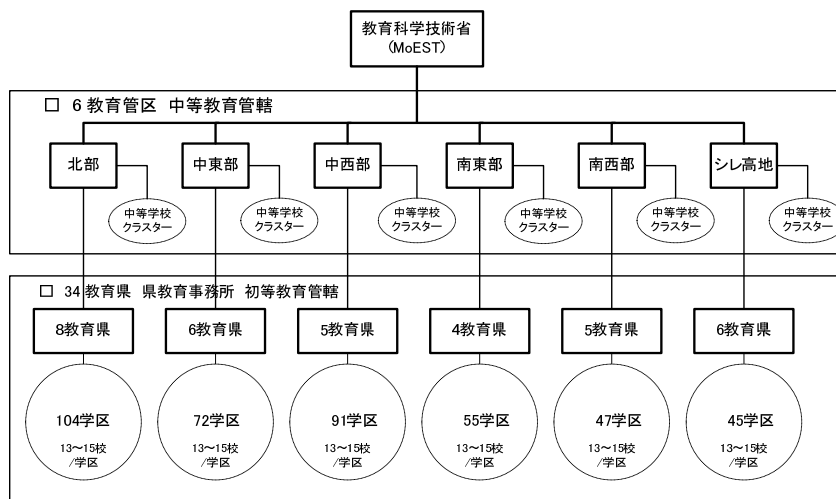 教育科学技術省
(MoEST)
□ 6 教育管区 中等教育管轄
北部
中東部
中西部
南東部
南西部
シレ高地
中等学校
クラスター
中等学校
クラスター
中等学校
クラスター
中等学校
クラスター
中等学校
クラスター
中等学校
クラスター
□ 34 教育県 県教育事務所 初等教育管轄
8教育県
6教育県
5教育県
4教育県
5教育県
6教育県
104学区
13～15校
/学区
72学区
13～15校
/学区
91学区
13～15校
/学区
55学区
13～15校
/学区
47学区
13～15校
/学区
45学区
13～15校
/学区